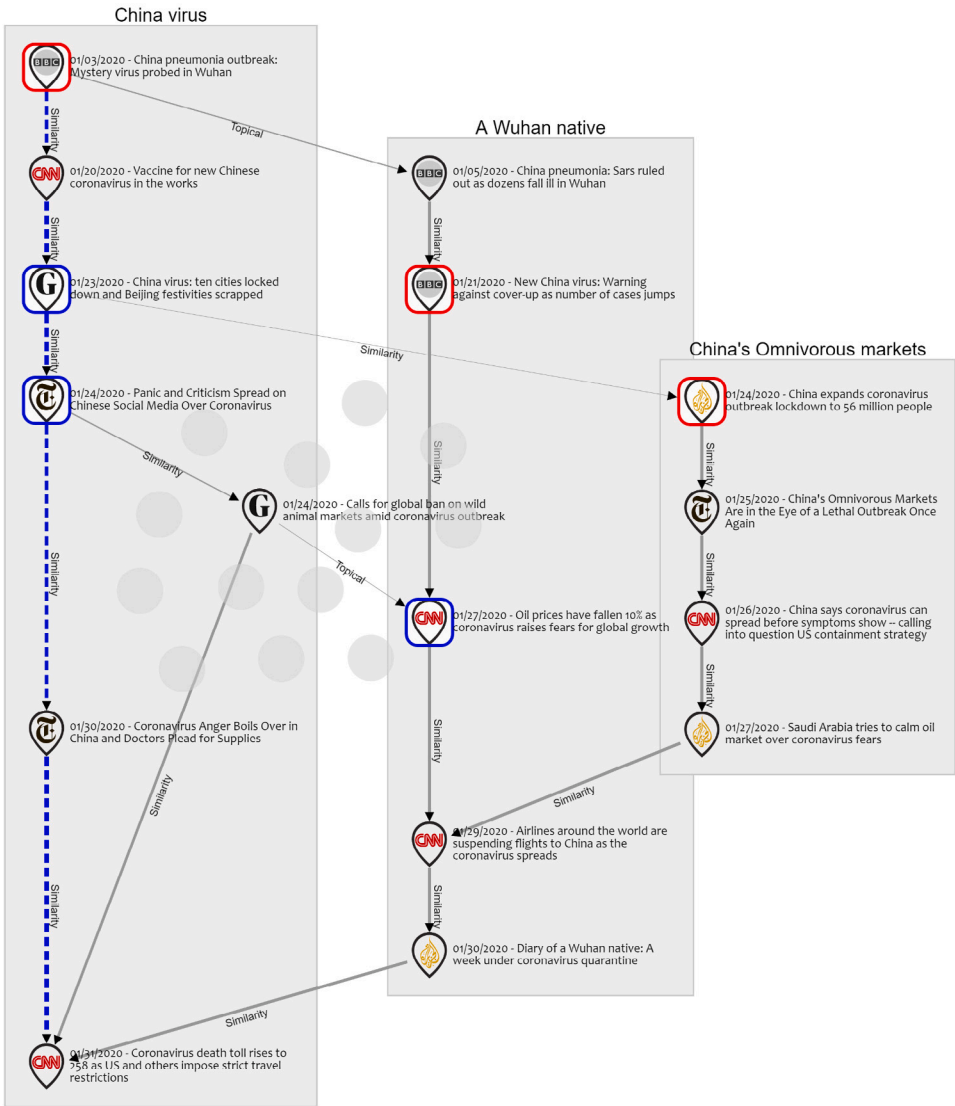 China virus
BBC
01/03/2020 - China pneumonia outbreak:
Mystery virus probed in Wuhan
Similarity
Topical
CNN
01/20/2020 - Vaccine for new Chinese
coronavirus in the works
Similarity
G
01/23/2020 - China virus: ten cities locked
down and Beijing festivities scrapped
Similarity
Similarity
T
01/24/2020 - Panic and Criticism Spread on
Chinese Social Media Over Coronavirus
Similarity
Similarity
G
01/24/2020 - Calls for global ban on wild
animal markets amid coronavirus outbreak
Topical
Similarity
T
01/30/2020 - Coronavirus Anger Boils Over in
China and Doctors Plead for Supplies
Similarity
CNN
01/31/2020 - Coronavirus death toll rises to
258 as US and others impose strict travel
restrictions
A Wuhan native
BBC
01/05/2020 - China pneumonia: Sars ruled
out as dozens fall ill in Wuhan
Similarity
BBC
01/21/2020 - New China virus: Warning
against cover-up as number of cases jumps
Similarity
CNN
01/27/2020 - Oil prices have fallen 10% as
coronavirus raises fears for global growth
Similarity
CNN
01/29/2020 - Airlines around the world are
suspending flights to China as the
coronavirus spreads
Similarity
01/30/2020 - Diary of a Wuhan native: A
week under coronavirus quarantine
Similarity
China's Omnivorous markets
01/24/2020 - China expands coronavirus
outbreak lockdown to 56 million people
Similarity
T
01/25/2020 - China's Omnivorous Markets
Are in the Eye of a Lethal Outbreak Once
Again
Similarity
CNN
01/26/2020 - China says coronavirus can
spread before symptoms show -- calling
into question US containment strategy
Similarity
01/27/2020 - Saudi Arabia tries to calm oil
market over coronavirus fears
Similarity